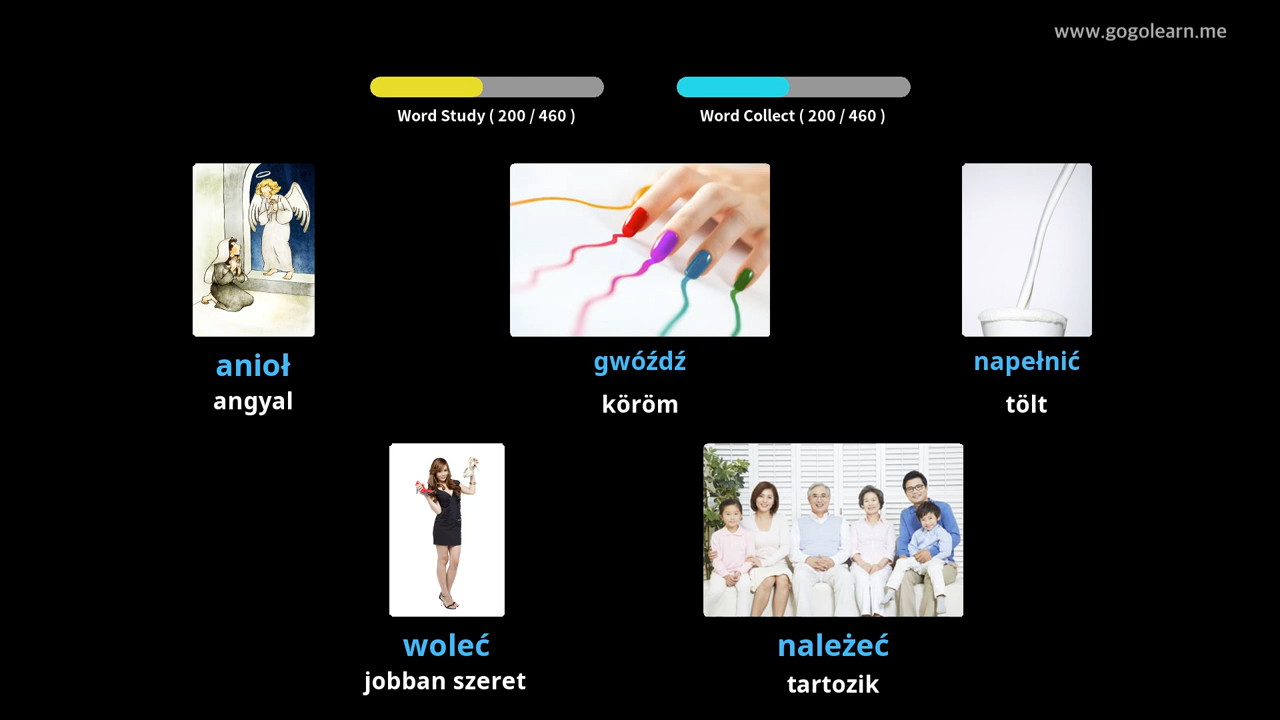 www.gogolearn.me
Word Study ( 200 / 460 )
Word Collect ( 200 / 460 )
anioł
angyal
gwóźdź
köröm
napełnić
tölt
woleć
jobban szeret
należeć
tartozik